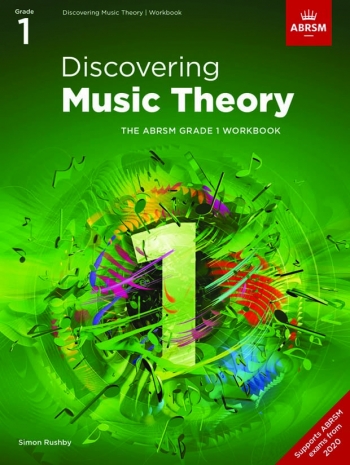 Grade
1
Discovering Music Theory | Workbook
ABRSM
Discovering
Music Theory
THE ABRSM GRADE 1 WORKBOOK
1
Simon Rushby
Supports ABRSM
exams from
2020